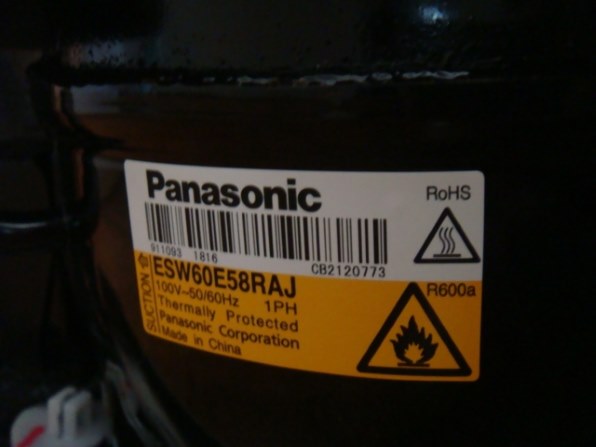 Panasonic
RoHS
911093 1816
CB2120773
SUCTION
ESW60E58RAJ
R600a
100V~50/60Hz 1PH
Thermally Protected
Panasonic Corporation
Made in China